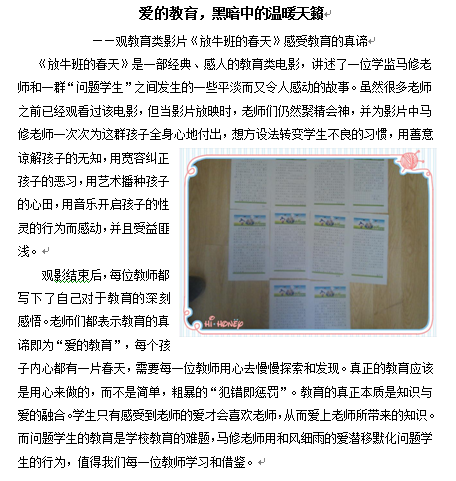 爱的教育，黑暗中的温暖天籁
——观教育类影片《放牛班的春天》感受教育的真谛
《放牛班的春天》是一部经典、感人的教育类电影，讲述了一位学监马修老
师和一群“问题学生”之间发生的一些平淡而又令人感动的故事。虽然很多老师
之前已经观看过该电影，但当影片放映时，老师们仍然聚精会神，并为影片中马
修老师一次次为这群孩子全身心地付出，想方设法转变学生不良的习惯，用善意
谅解孩子的无知，用宽容纠正
孩子的恶习，用艺术播种孩子
的心田，用音乐开启孩子的性
灵的行为而感动，并且受益匪
浅。
观影结束后，每位教师都
写下了自己对于教育的深刻
感悟。老师们都表示教育的真
谛即为“爱的教育”，每个孩
子内心都有一片春天，需要每一位教师用心去慢慢探索和发现。真正的教育应该
是用心来做的，而不是简单，粗暴的“犯错即惩罚”。教育的真正本质是知识与
爱的融合。学生只有感受到老师的爱才会喜欢老师，从而爱上老师所带来的知识。
而问题学生的教育是学校教育的难题，马修老师用和风细雨的爱潜移默化问题学
生的行为，值得我们每一位教师学习和借鉴。
Hi·HONEY